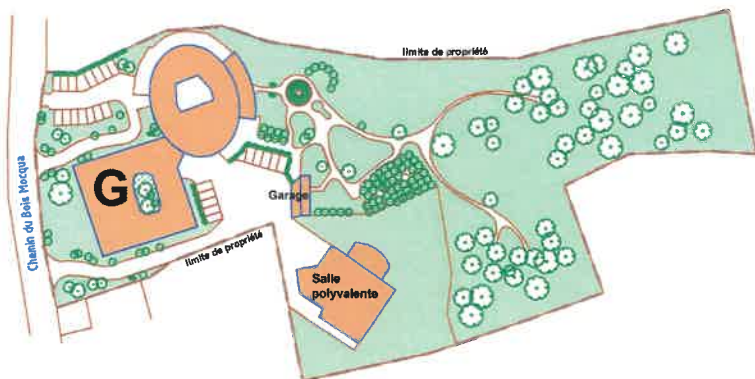 limite de propriété
Chemin du Bois Mocqua
G
Garage
limite de propriété
Salle
polyvalente